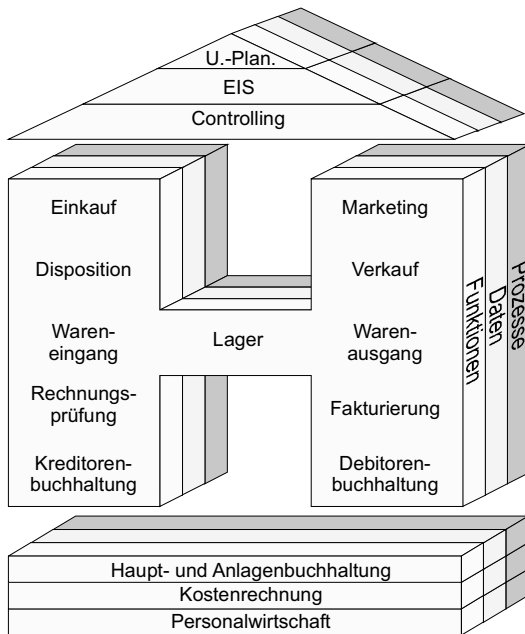 U.-Plan.
EIS
Controlling
Einkauf
Disposition
Waren-
eingang
Rechnungs-
prüfung
Kreditoren-
buchhaltung
Lager
Marketing
Verkauf
Waren-
ausgang
Fakturierung
Debitoren-
buchhaltung
Funktionen
Daten
Prozesse
Haupt- und Anlagenbuchhaltung
Kostenrechnung
Personalwirtschaft